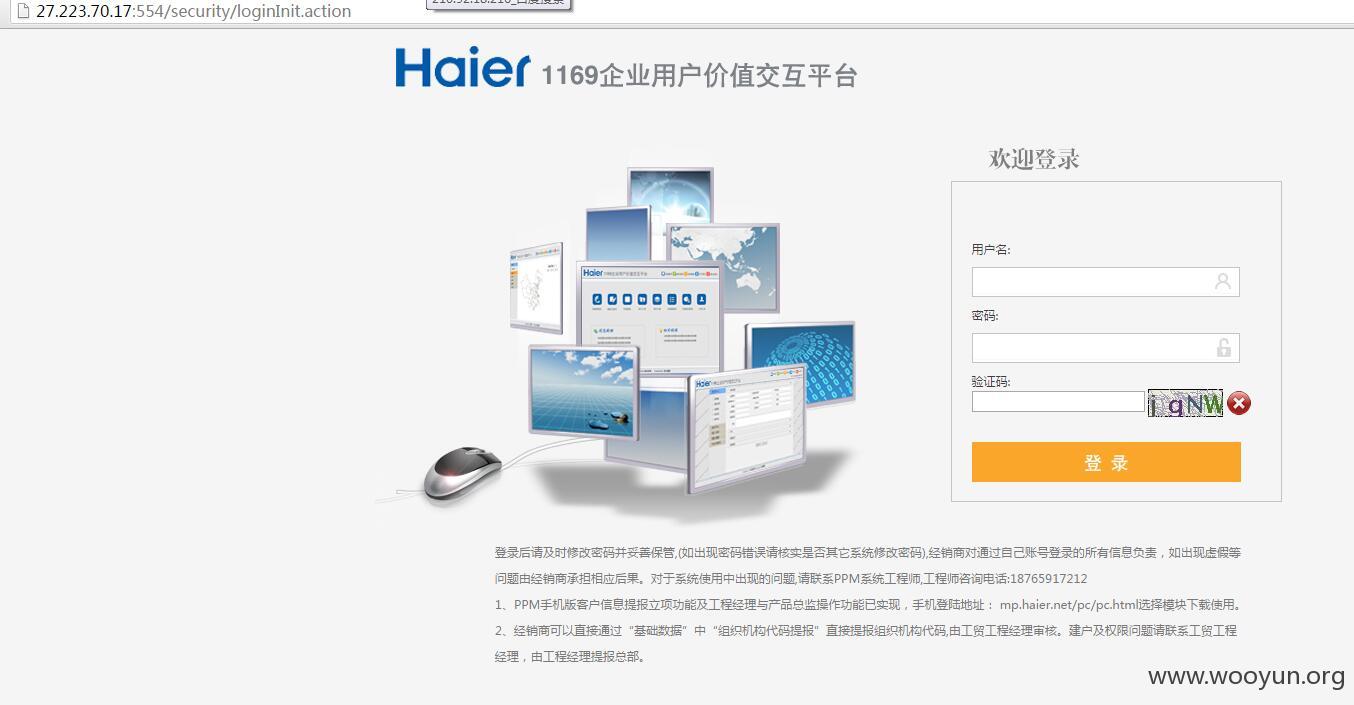 27.223.70.17:554/security/loginInit.action
Haier 1169企业用户价值交互平台
欢迎登录
用户名:
密码:
验证码:
i qNW
登 录
登录后请及时修改密码并妥善保管,(如出现密码错误请核实是否其它系统修改密码),经销商对通过自己账号登录的所有信息负责，如出现虚假等
问题由经销商承担相应后果。对于系统使用中出现的问题,请联系PPM系统工程师,工程师咨询电话:18765917212
1、PPM手机版客户信息提报立项功能及工程经理与产品总监操作功能已实现，手机登陆地址： mp.haier.net/pc/pc.html选择模块下载使用。
2、经销商可以直接通过“基础数据”中“组织机构代码提报”直接提报组织机构代码,由工贸工程经理审核。建户及权限问题请联系工贸工程
经理，由工程经理提报总部。
www.wooyun.org